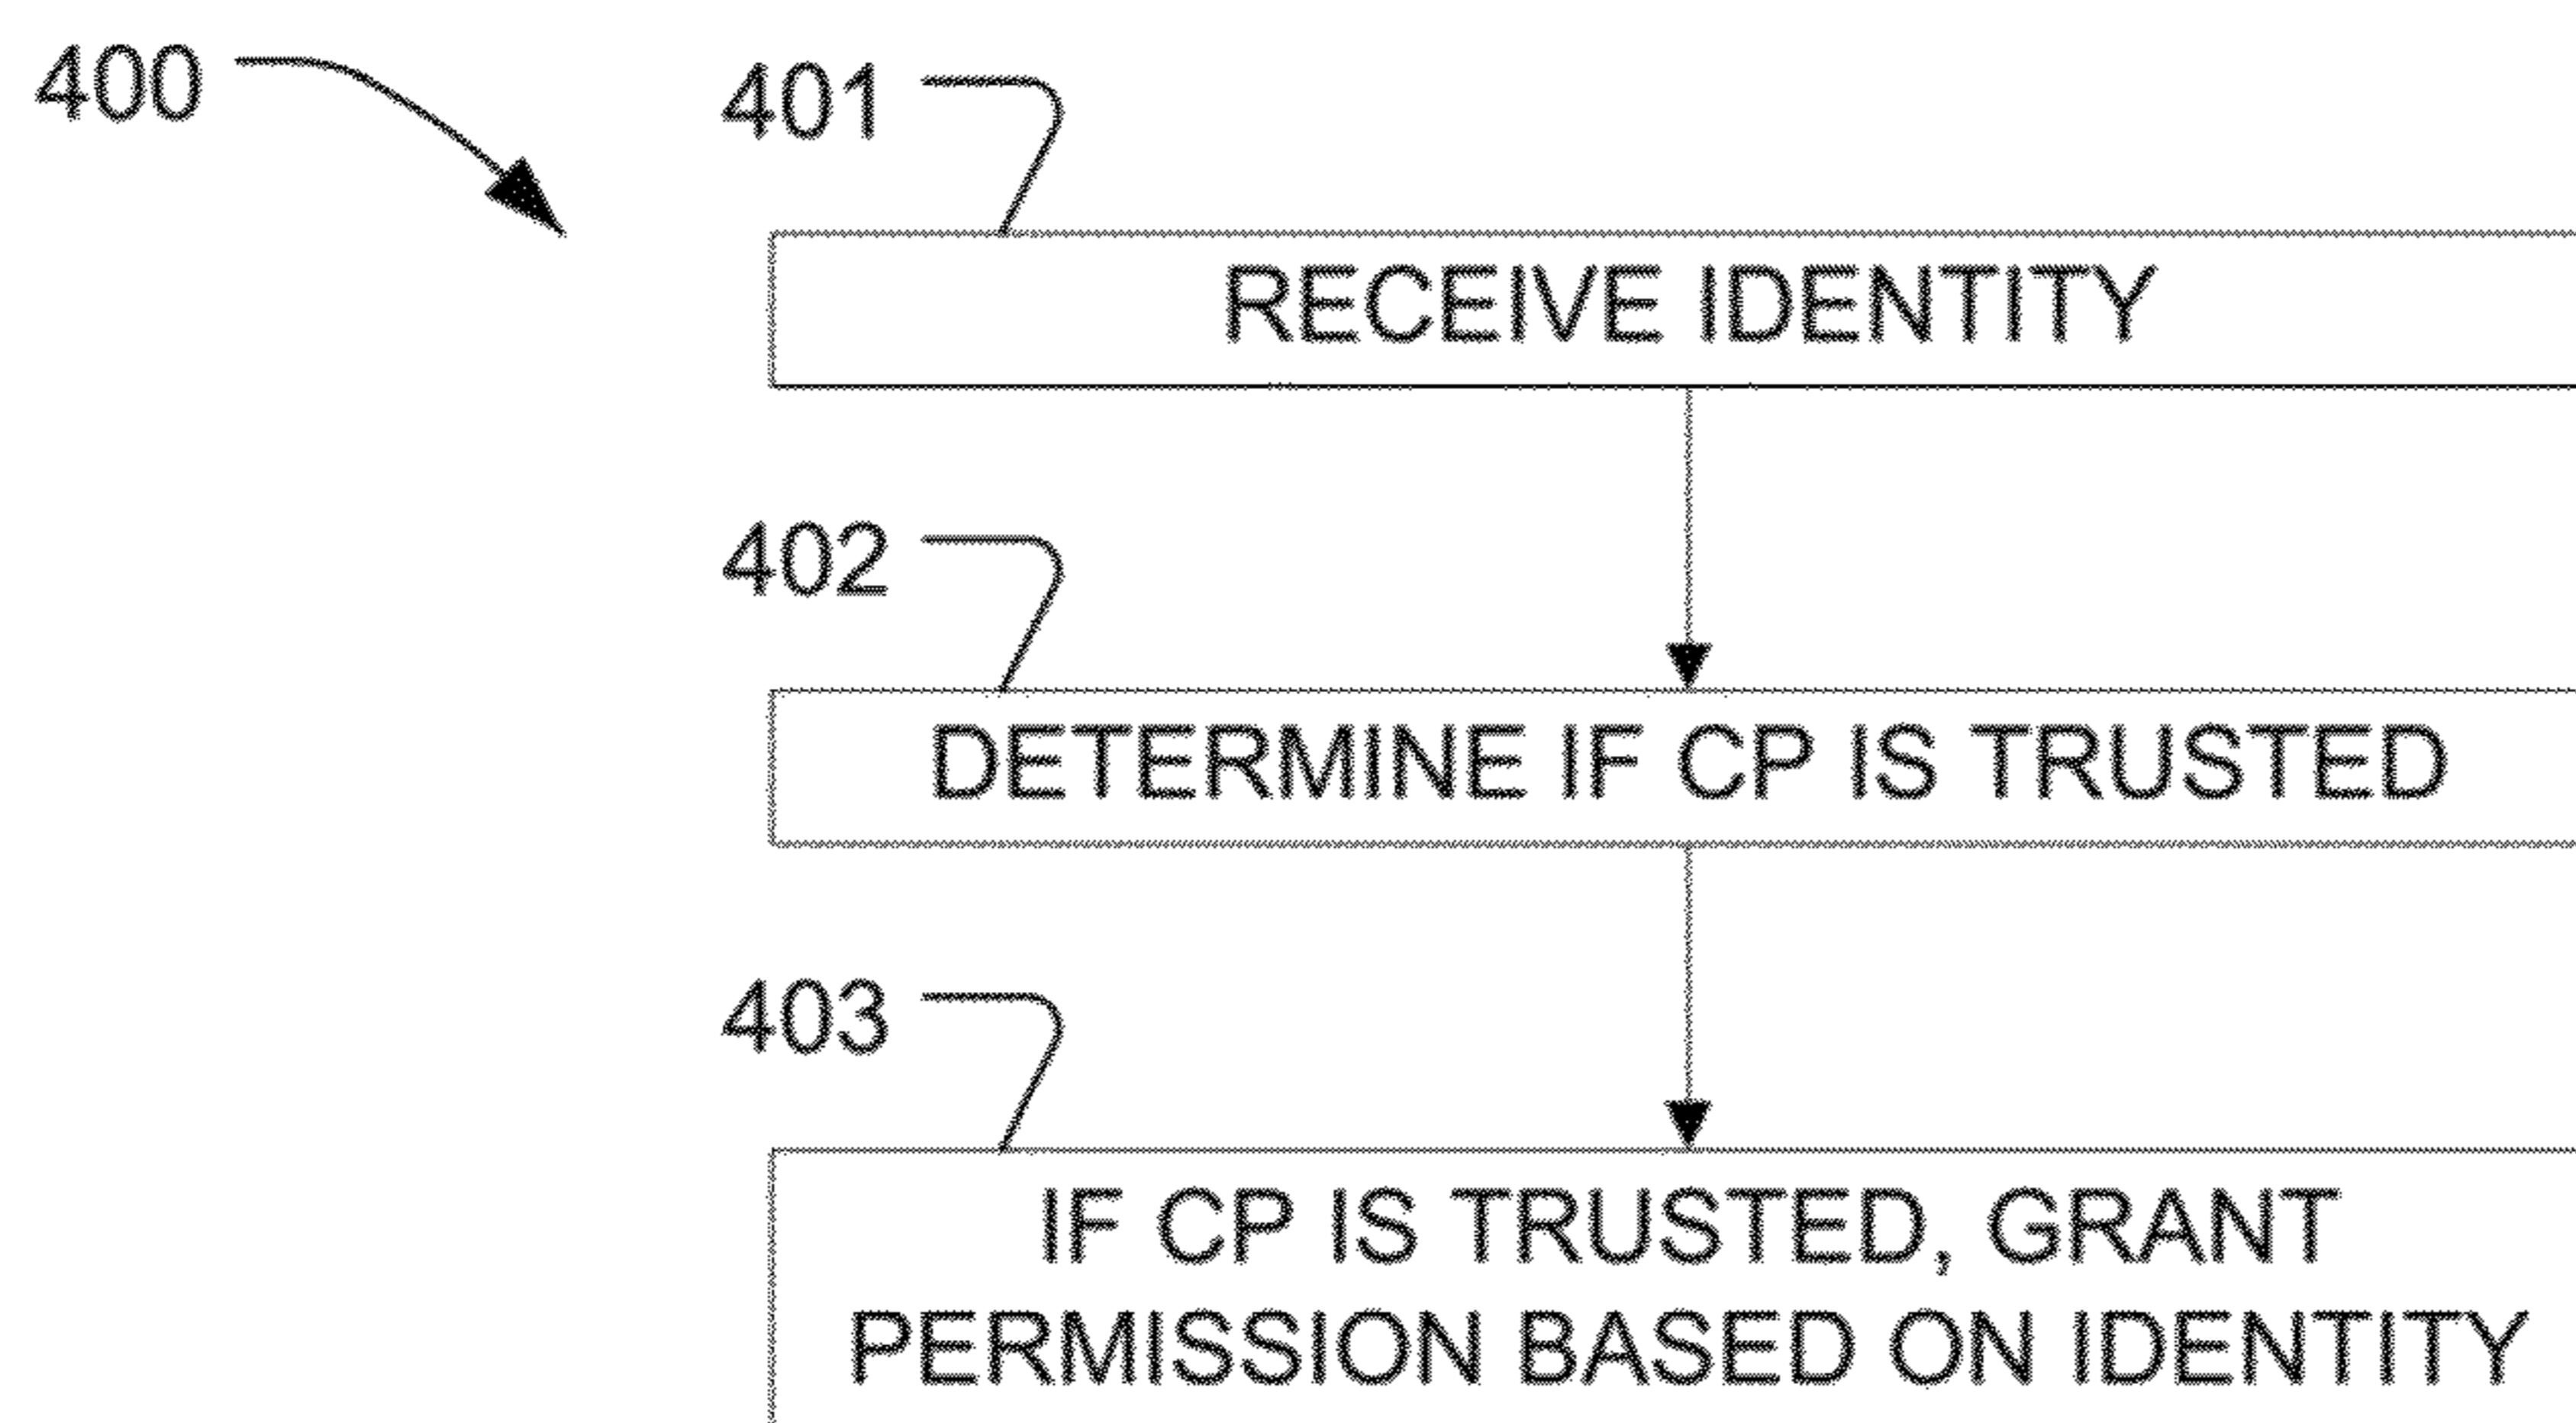 400
401
RECEIVE IDENTITY
402
DETERMINE IF CP IS TRUSTED
403
IF CP IS TRUSTED, GRANT
PERMISSION BASED ON IDENTITY